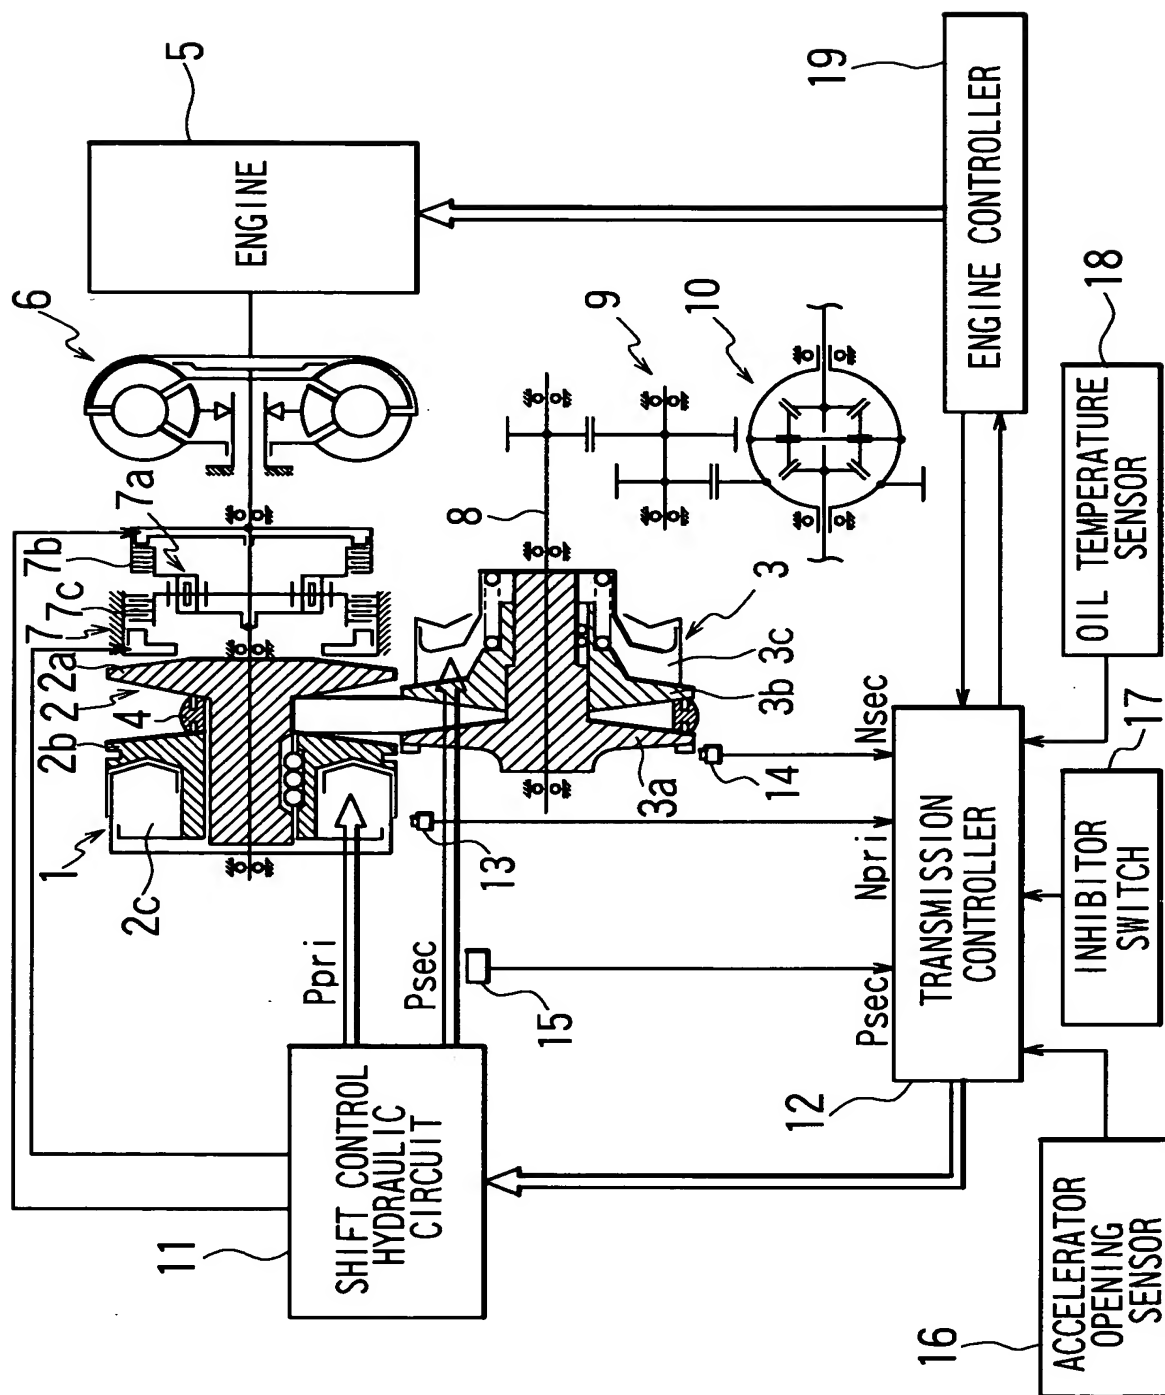 5
ENGINE
6
7a
7b
7c
7
2a
2
4
2b
1
2c
19
ENGINE CONTROLLER
9
10
8
3
3c
3b
3a
18
OIL TEMPERATURE
SENSOR
17
INHIBITOR
SWITCH
14
Nsec
13
Npri
15
Psec
Ppri
Psec
TRANSMISSION
CONTROLLER
12
11
SHIFT CONTROL
HYDRAULIC
CIRCUIT
16
ACCELERATOR
OPENING
SENSOR